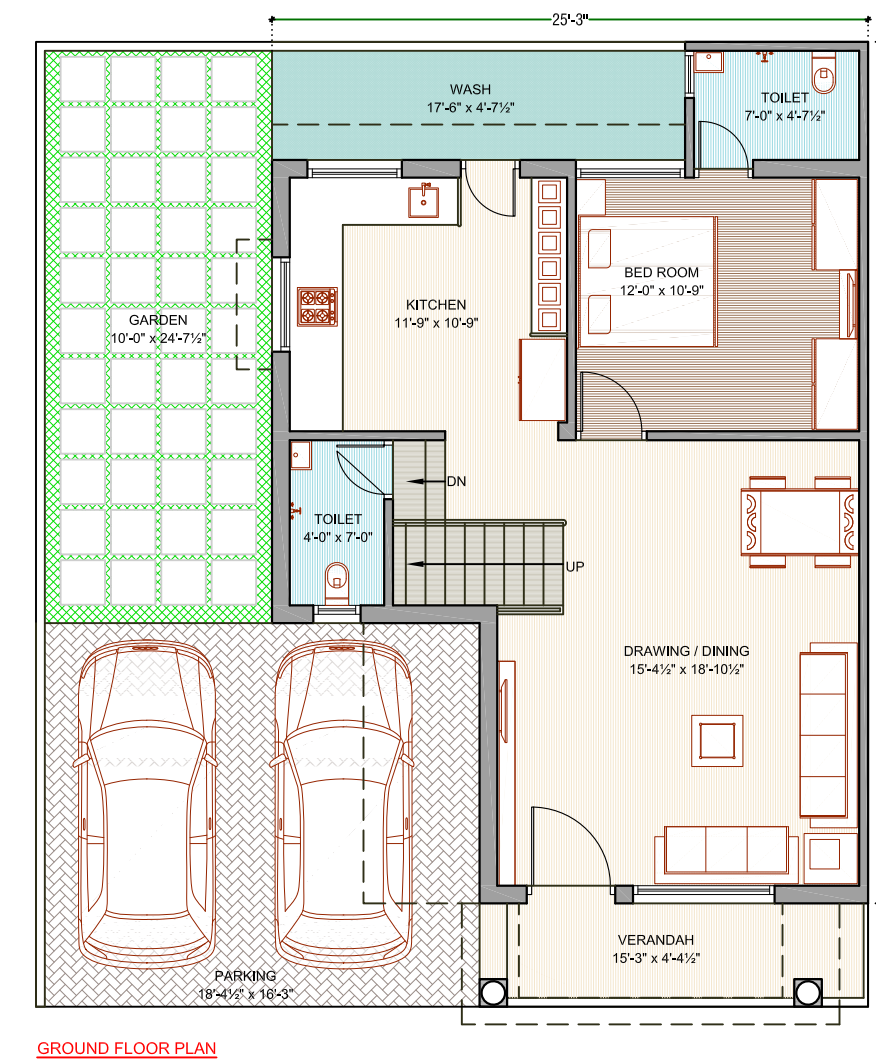 25'-3"
WASH
17'-6" x 4'-7½"
TOILET
7'-0" x 4'-7½"
BED ROOM
12'-0" x 10'-9"
KITCHEN
11'-9" x 10'-9"
GARDEN
10'-0" x 24'-7½"
DN
TOILET
4'-0" x 7'-0"
UP
DRAWING / DINING
15'-4½" x 18'-10½"
VERANDAH
15'-3" x 4'-4½"
PARKING
18'-4½" x 16'-3"
GROUND FLOOR PLAN